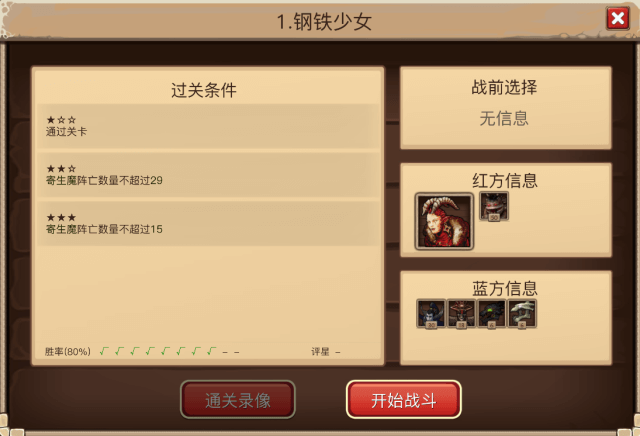 1.钢铁少女
过关条件
★☆☆
通过关卡
★★☆
寄生魔阵亡数量不超过29
★★★
寄生魔阵亡数量不超过15
胜率(80%) √ √ √ √ √ √ √ √ - -
评星 -
战前选择
无信息
红方信息
蓝方信息
通关录像
开始战斗